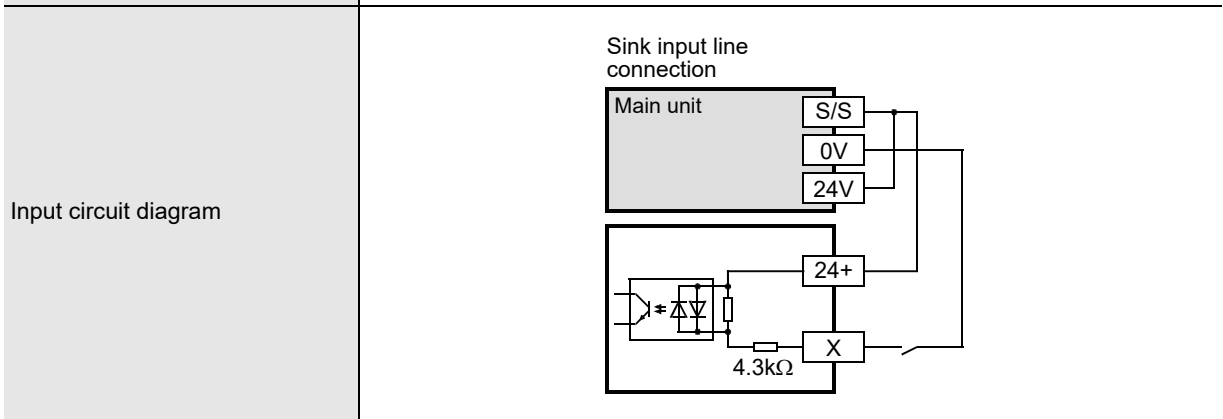 Input circuit diagram
Sink input line
connection
Main unit
S/S
0V
24V
24+
X
4.3kΩ